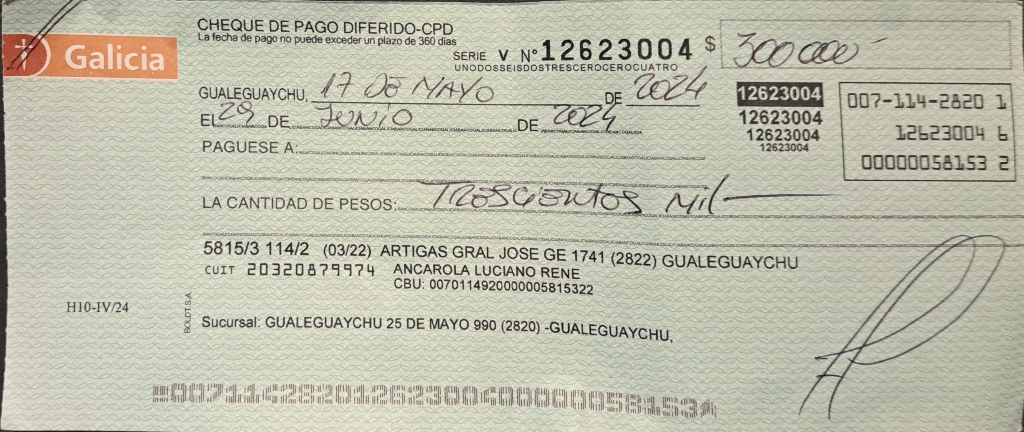 Galicia
CHEQUE DE PAGO DIFERIDO-CPD
La fecha de pago no puede exceder un plazo de 360 días
SERIE V N° 12623004 $ 300000-
UNODOSSEISDOSTRESCEROCEROCUATRO
GUALEGUAYCHU, 17 DE MAYO DE 2024
EL 29 DE JUNIO DE 2024
PAGUESE A:
LA CANTIDAD DE PESOS: TRESCIENTOS MIL
12623004
12623004
12623004
12623004
007-114-2820 1
12623004 6
00000058153 2
5815/3 114/2 (03/22) ARTIGAS GRAL JOSE GE 1741 (2822) GUALEGUAYCHU
CUIT 20320879974 ANCAROLA LUCIANO RENE
CBU: 0070114920000005815322
H10-IV/24
BOLDT S.A.
Sucursal: GUALEGUAYCHU 25 DE MAYO 990 (2820) -GUALEGUAYCHU,
00711428201262300400000058153